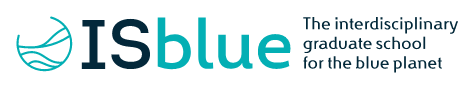 ISblue
The interdisciplinary
graduate school
for the blue planet